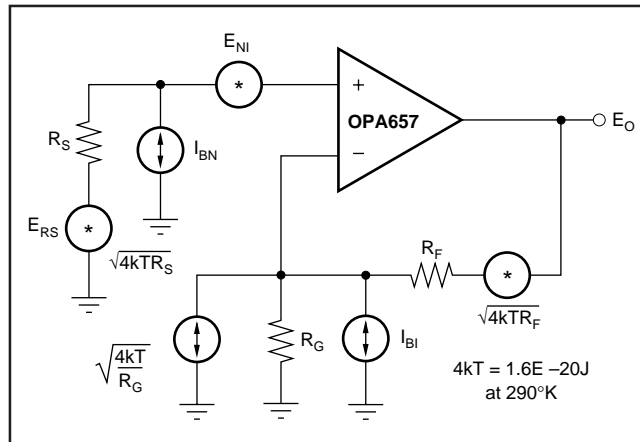 E_NI
+
OPA657
E_O
−
R_S
I_BN
E_RS
√4kTR_S
R_F
√4kTR_F
√4kT/R_G
R_G
I_BI
4kT = 1.6E –20J
at 290°K
*
*
*